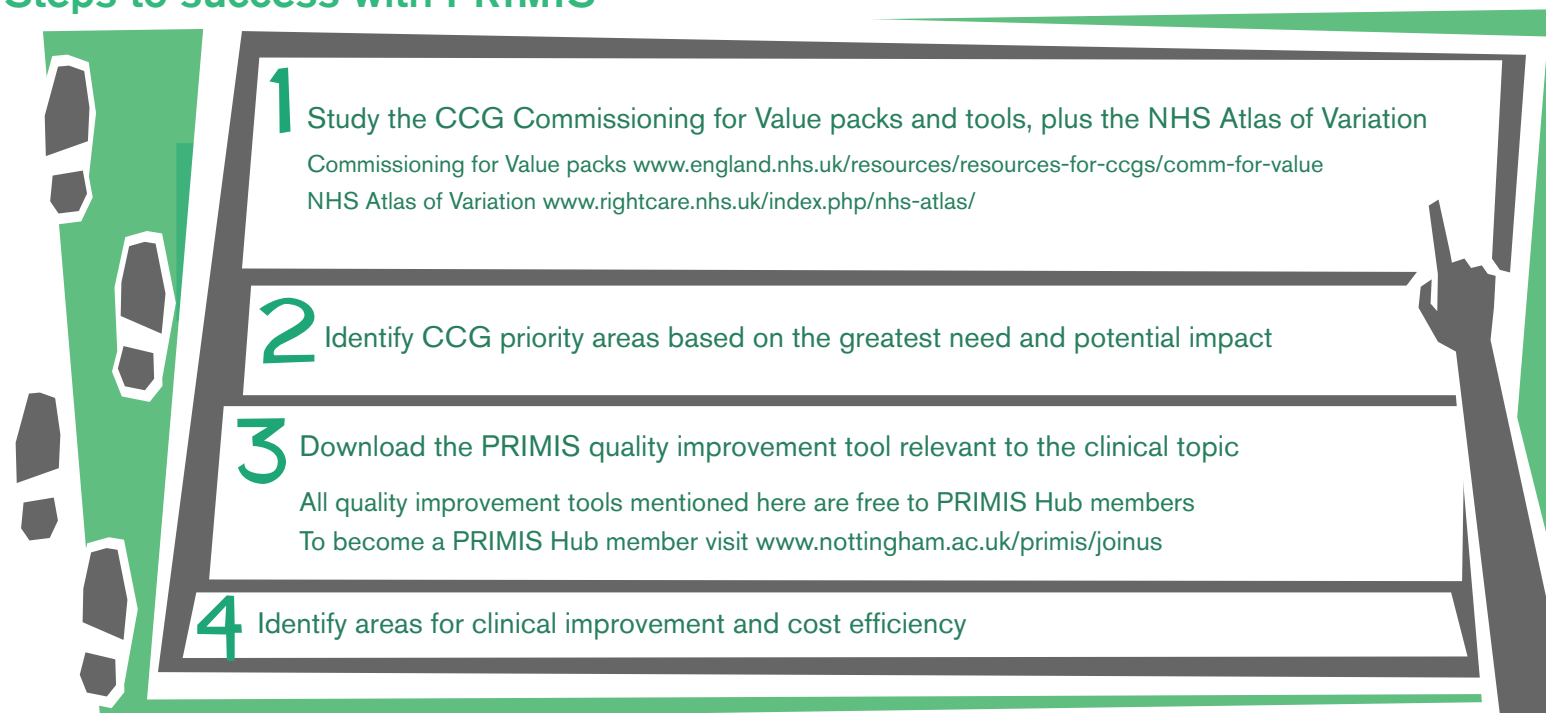 Steps to success with PRIMIS
1
Study the CCG Commissioning for Value packs and tools, plus the NHS Atlas of Variation
Commissioning for Value packs www.england.nhs.uk/resources/resources-for-ccgs/comm-for-value
NHS Atlas of Variation www.rightcare.nhs.uk/index.php/nhs-atlas/
2
Identify CCG priority areas based on the greatest need and potential impact
3
Download the PRIMIS quality improvement tool relevant to the clinical topic
All quality improvement tools mentioned here are free to PRIMIS Hub members
To become a PRIMIS Hub member visit www.nottingham.ac.uk/primis/joinus
4
Identify areas for clinical improvement and cost efficiency